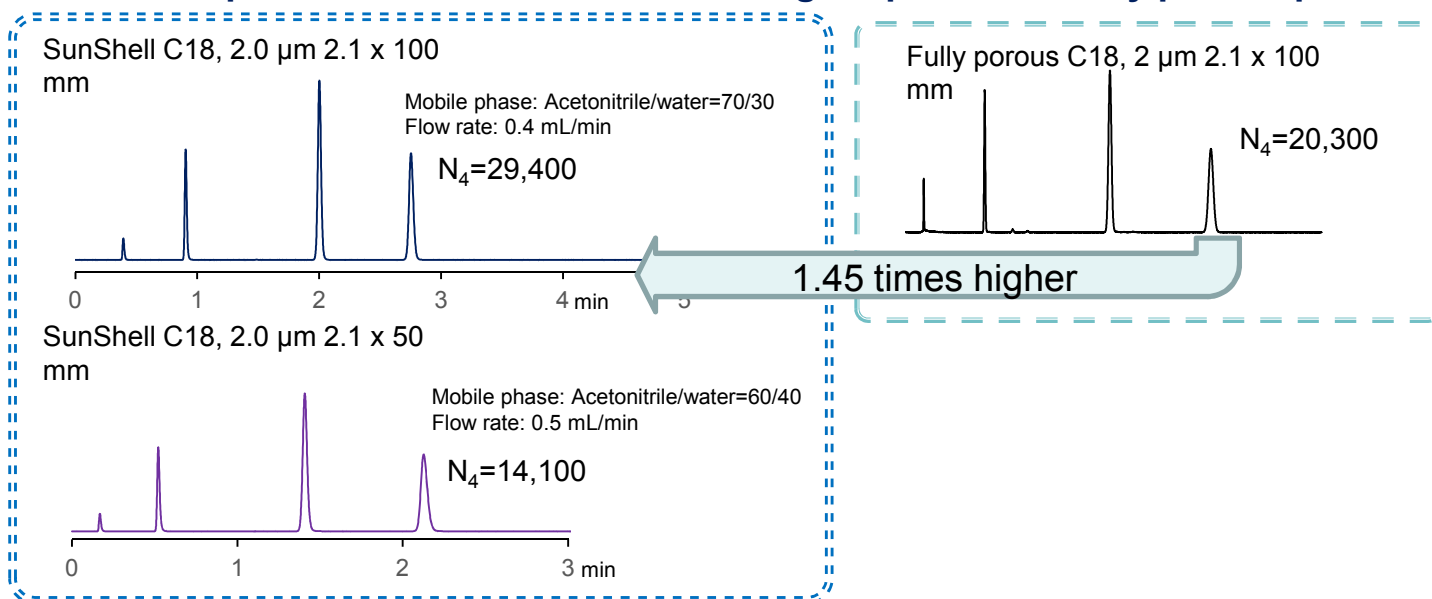 SunShell C18, 2.0 µm 2.1 x 100
mm
Mobile phase: Acetonitrile/water=70/30
Flow rate: 0.4 mL/min
N₄=29,400
0 1 2 3 4 min 5
SunShell C18, 2.0 µm 2.1 x 50
mm
Mobile phase: Acetonitrile/water=60/40
Flow rate: 0.5 mL/min
N₄=14,100
0 1 2 3 min
Fully porous C18, 2 µm 2.1 x 100
mm
N₄=20,300
1.45 times higher